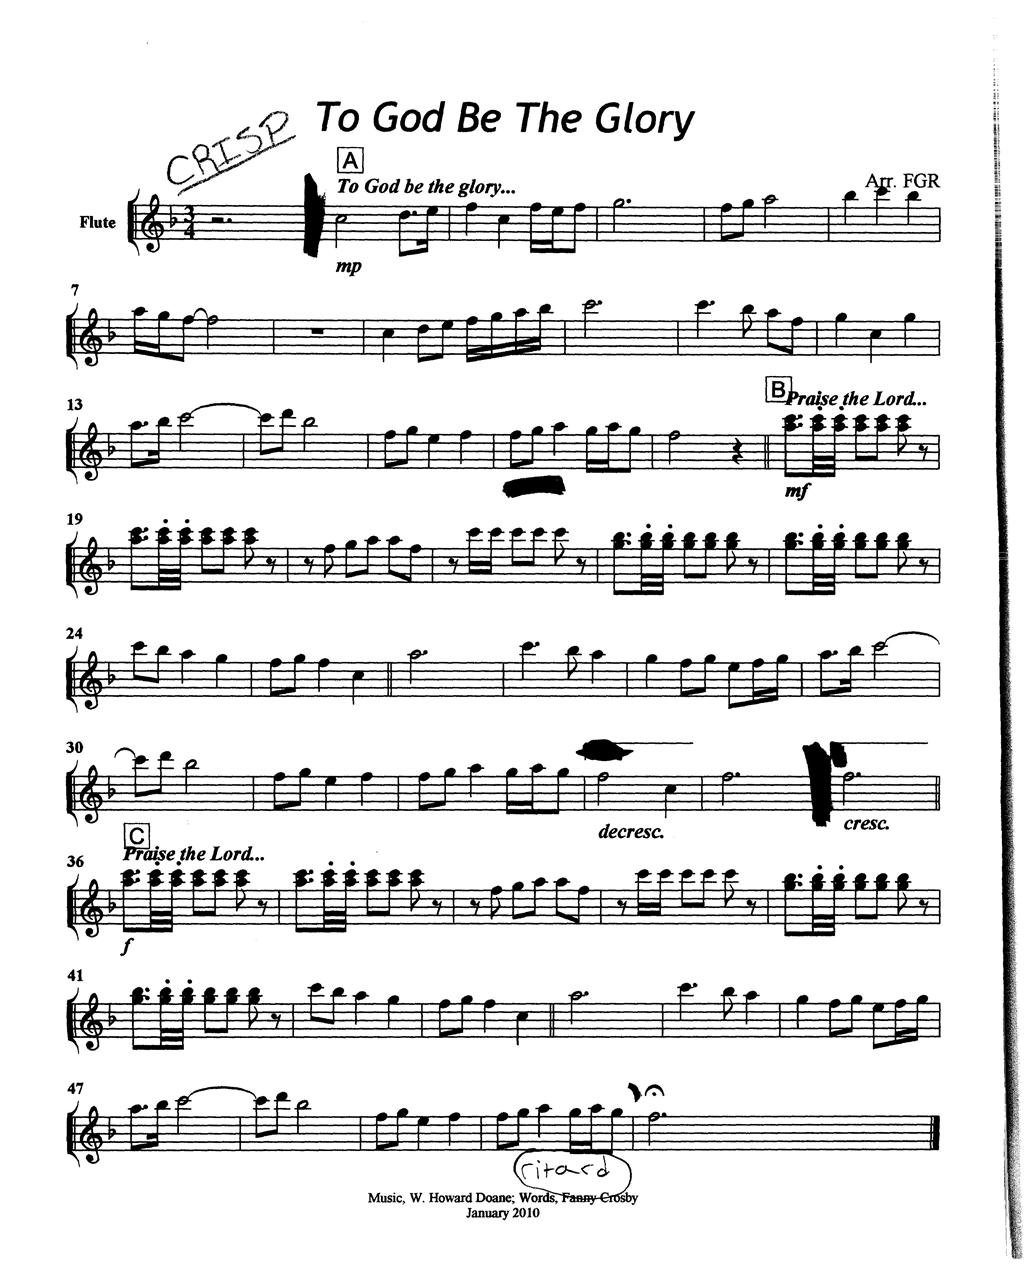 To God Be The Glory
CRISP
A
To God be the glory...
Arr. FGR
Flute
3
4
mp
7
13
B
Praise the Lord...
mf
19
24
30
decresc.
cresc.
C
Praise the Lord...
36
f
41
47
ritard
Music, W. Howard Doane; Words, Fanny Crosby
January 2010